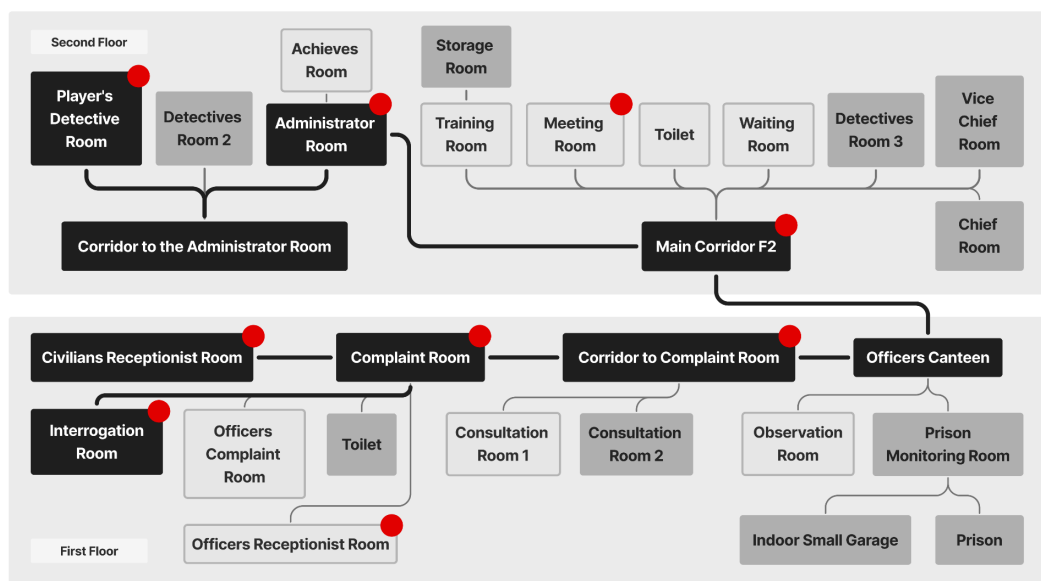 Second Floor
Player's
Detective
Room
Detectives
Room 2
Achieves
Room
Administrator
Room
Storage
Room
Training
Room
Meeting
Room
Toilet
Waiting
Room
Detectives
Room 3
Vice
Chief
Room
Corridor to the Administrator Room
Main Corridor F2
Chief
Room
Civilians Receptionist Room
Complaint Room
Corridor to Complaint Room
Officers Canteen
Interrogation
Room
Officers
Complaint
Room
Toilet
Consultation
Room 1
Consultation
Room 2
Observation
Room
Prison
Monitoring Room
Officers Receptionist Room
Indoor Small Garage
Prison
First Floor